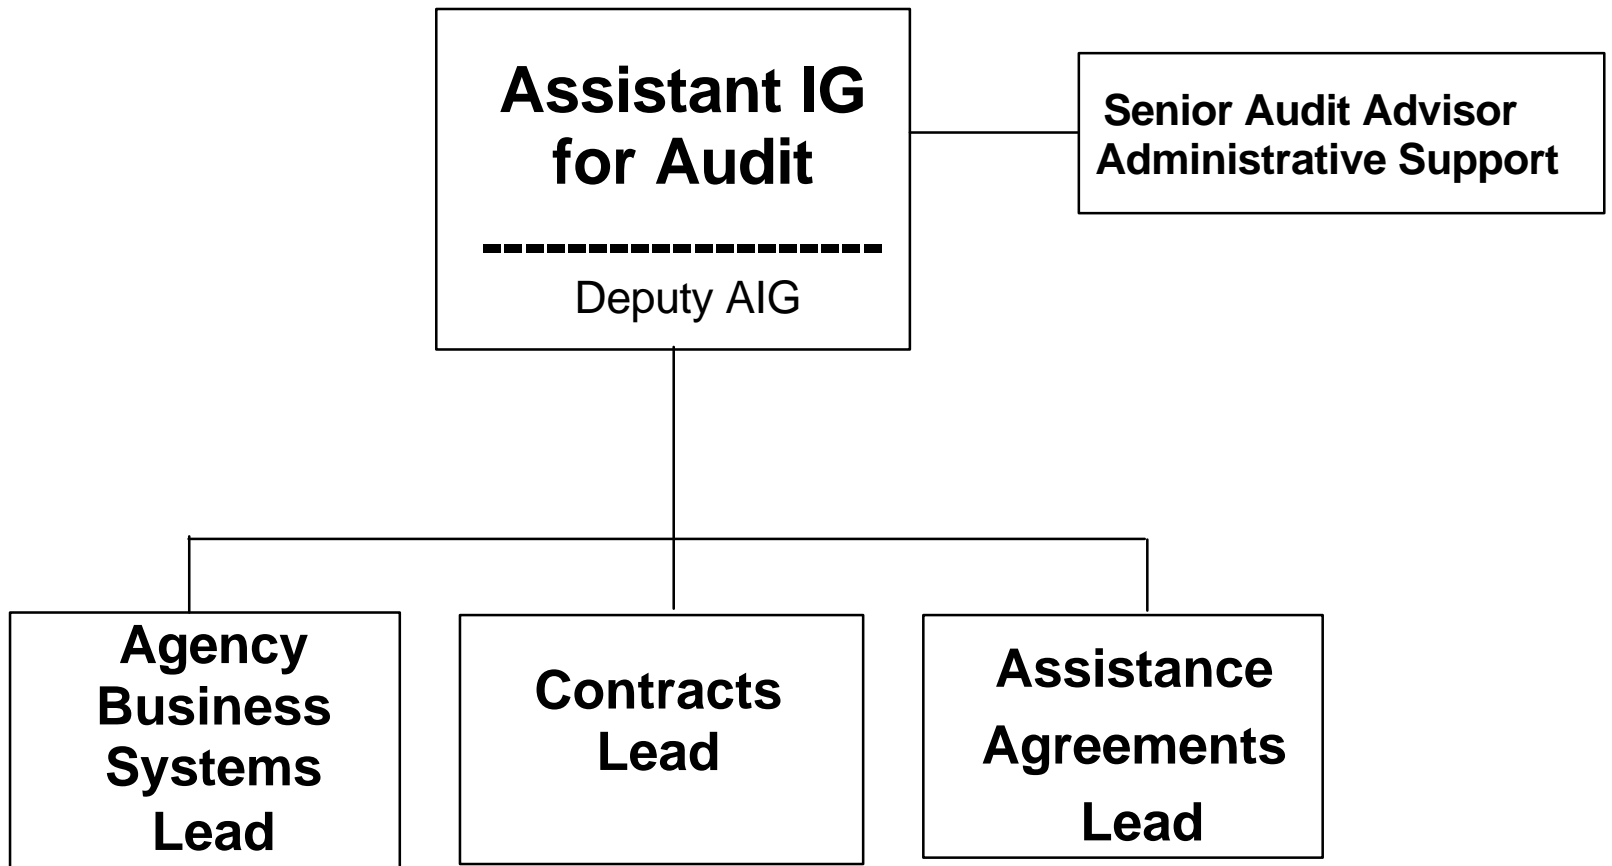 Assistant IG
for Audit
Deputy AIG
Senior Audit Advisor
Administrative Support
Agency
Business
Systems
Lead
Contracts
Lead
Assistance
Agreements
Lead